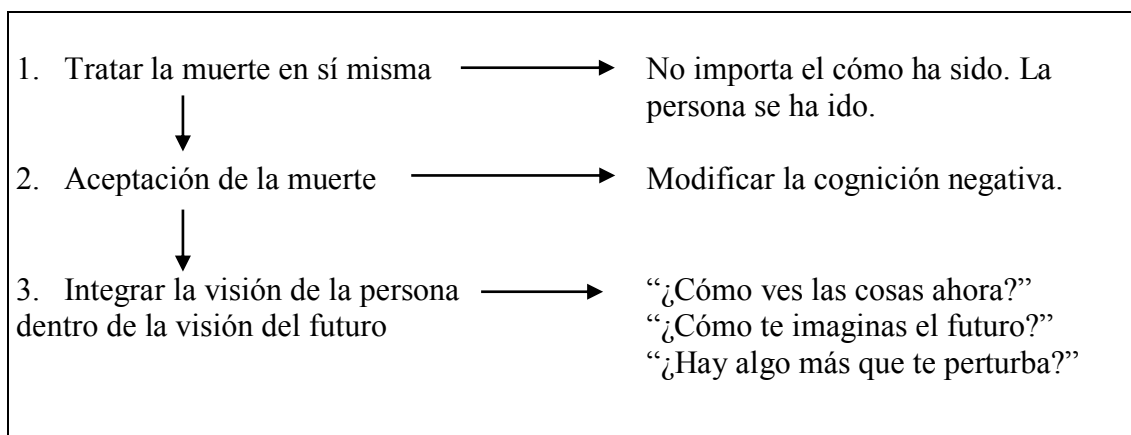 1. Tratar la muerte en sí misma
No importa el cómo ha sido. La
persona se ha ido.
2. Aceptación de la muerte
Modificar la cognición negativa.
3. Integrar la visión de la persona
dentro de la visión del futuro
“¿Cómo ves las cosas ahora?”
“¿Cómo te imaginas el futuro?”
“¿Hay algo más que te perturba?”